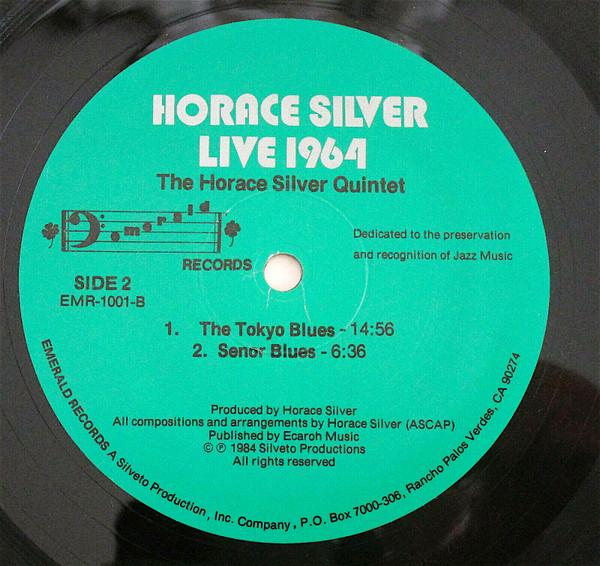 HORACE SILVER
LIVE 1964
The Horace Silver Quintet
emerald
RECORDS
Dedicated to the preservation
and recognition of Jazz Music
SIDE 2
EMR-1001-B
1. The Tokyo Blues - 14:56
2. Senor Blues - 6:36
Produced by Horace Silver
All compositions and arrangements by Horace Silver (ASCAP)
Published by Ecaroh Music
© ℗ 1984 Silveto Productions
All rights reserved
EMERALD RECORDS A Silveto Production, Inc. Company, P.O. Box 7000-306, Rancho Palos Verdes, CA 90274